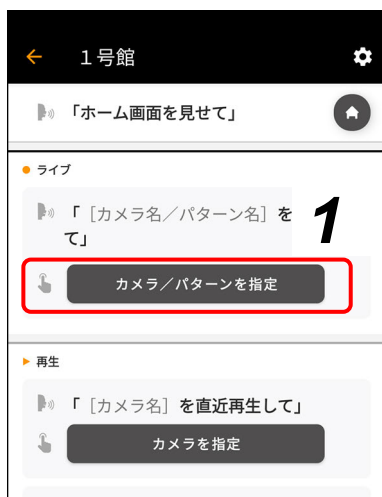 １号館
「ホーム画面を見せて」
ライブ
「 ［カメラ名／パターン名］ を
て」
1
カメラ／パターンを指定
再生
「 ［カメラ名］ を直近再生して」
カメラを指定